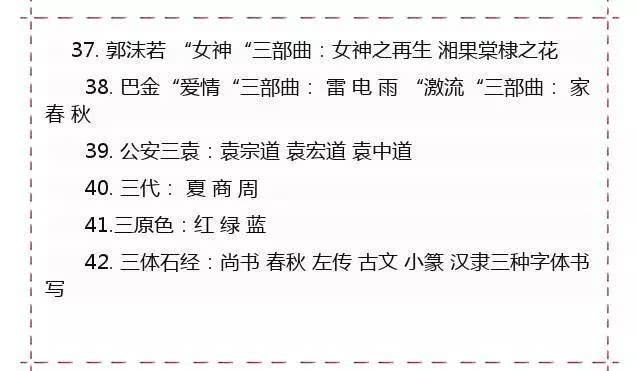 37. 郭沫若 “女神“三部曲：女神之再生 湘果棠棣之花
38. 巴金“爱情“三部曲： 雷 电 雨 “激流“三部曲： 家
春 秋
39. 公安三袁：袁宗道 袁宏道 袁中道
40. 三代： 夏 商 周
41.三原色：红 绿 蓝
42. 三体石经：尚书 春秋 左传 古文 小篆 汉隶三种字体书
写